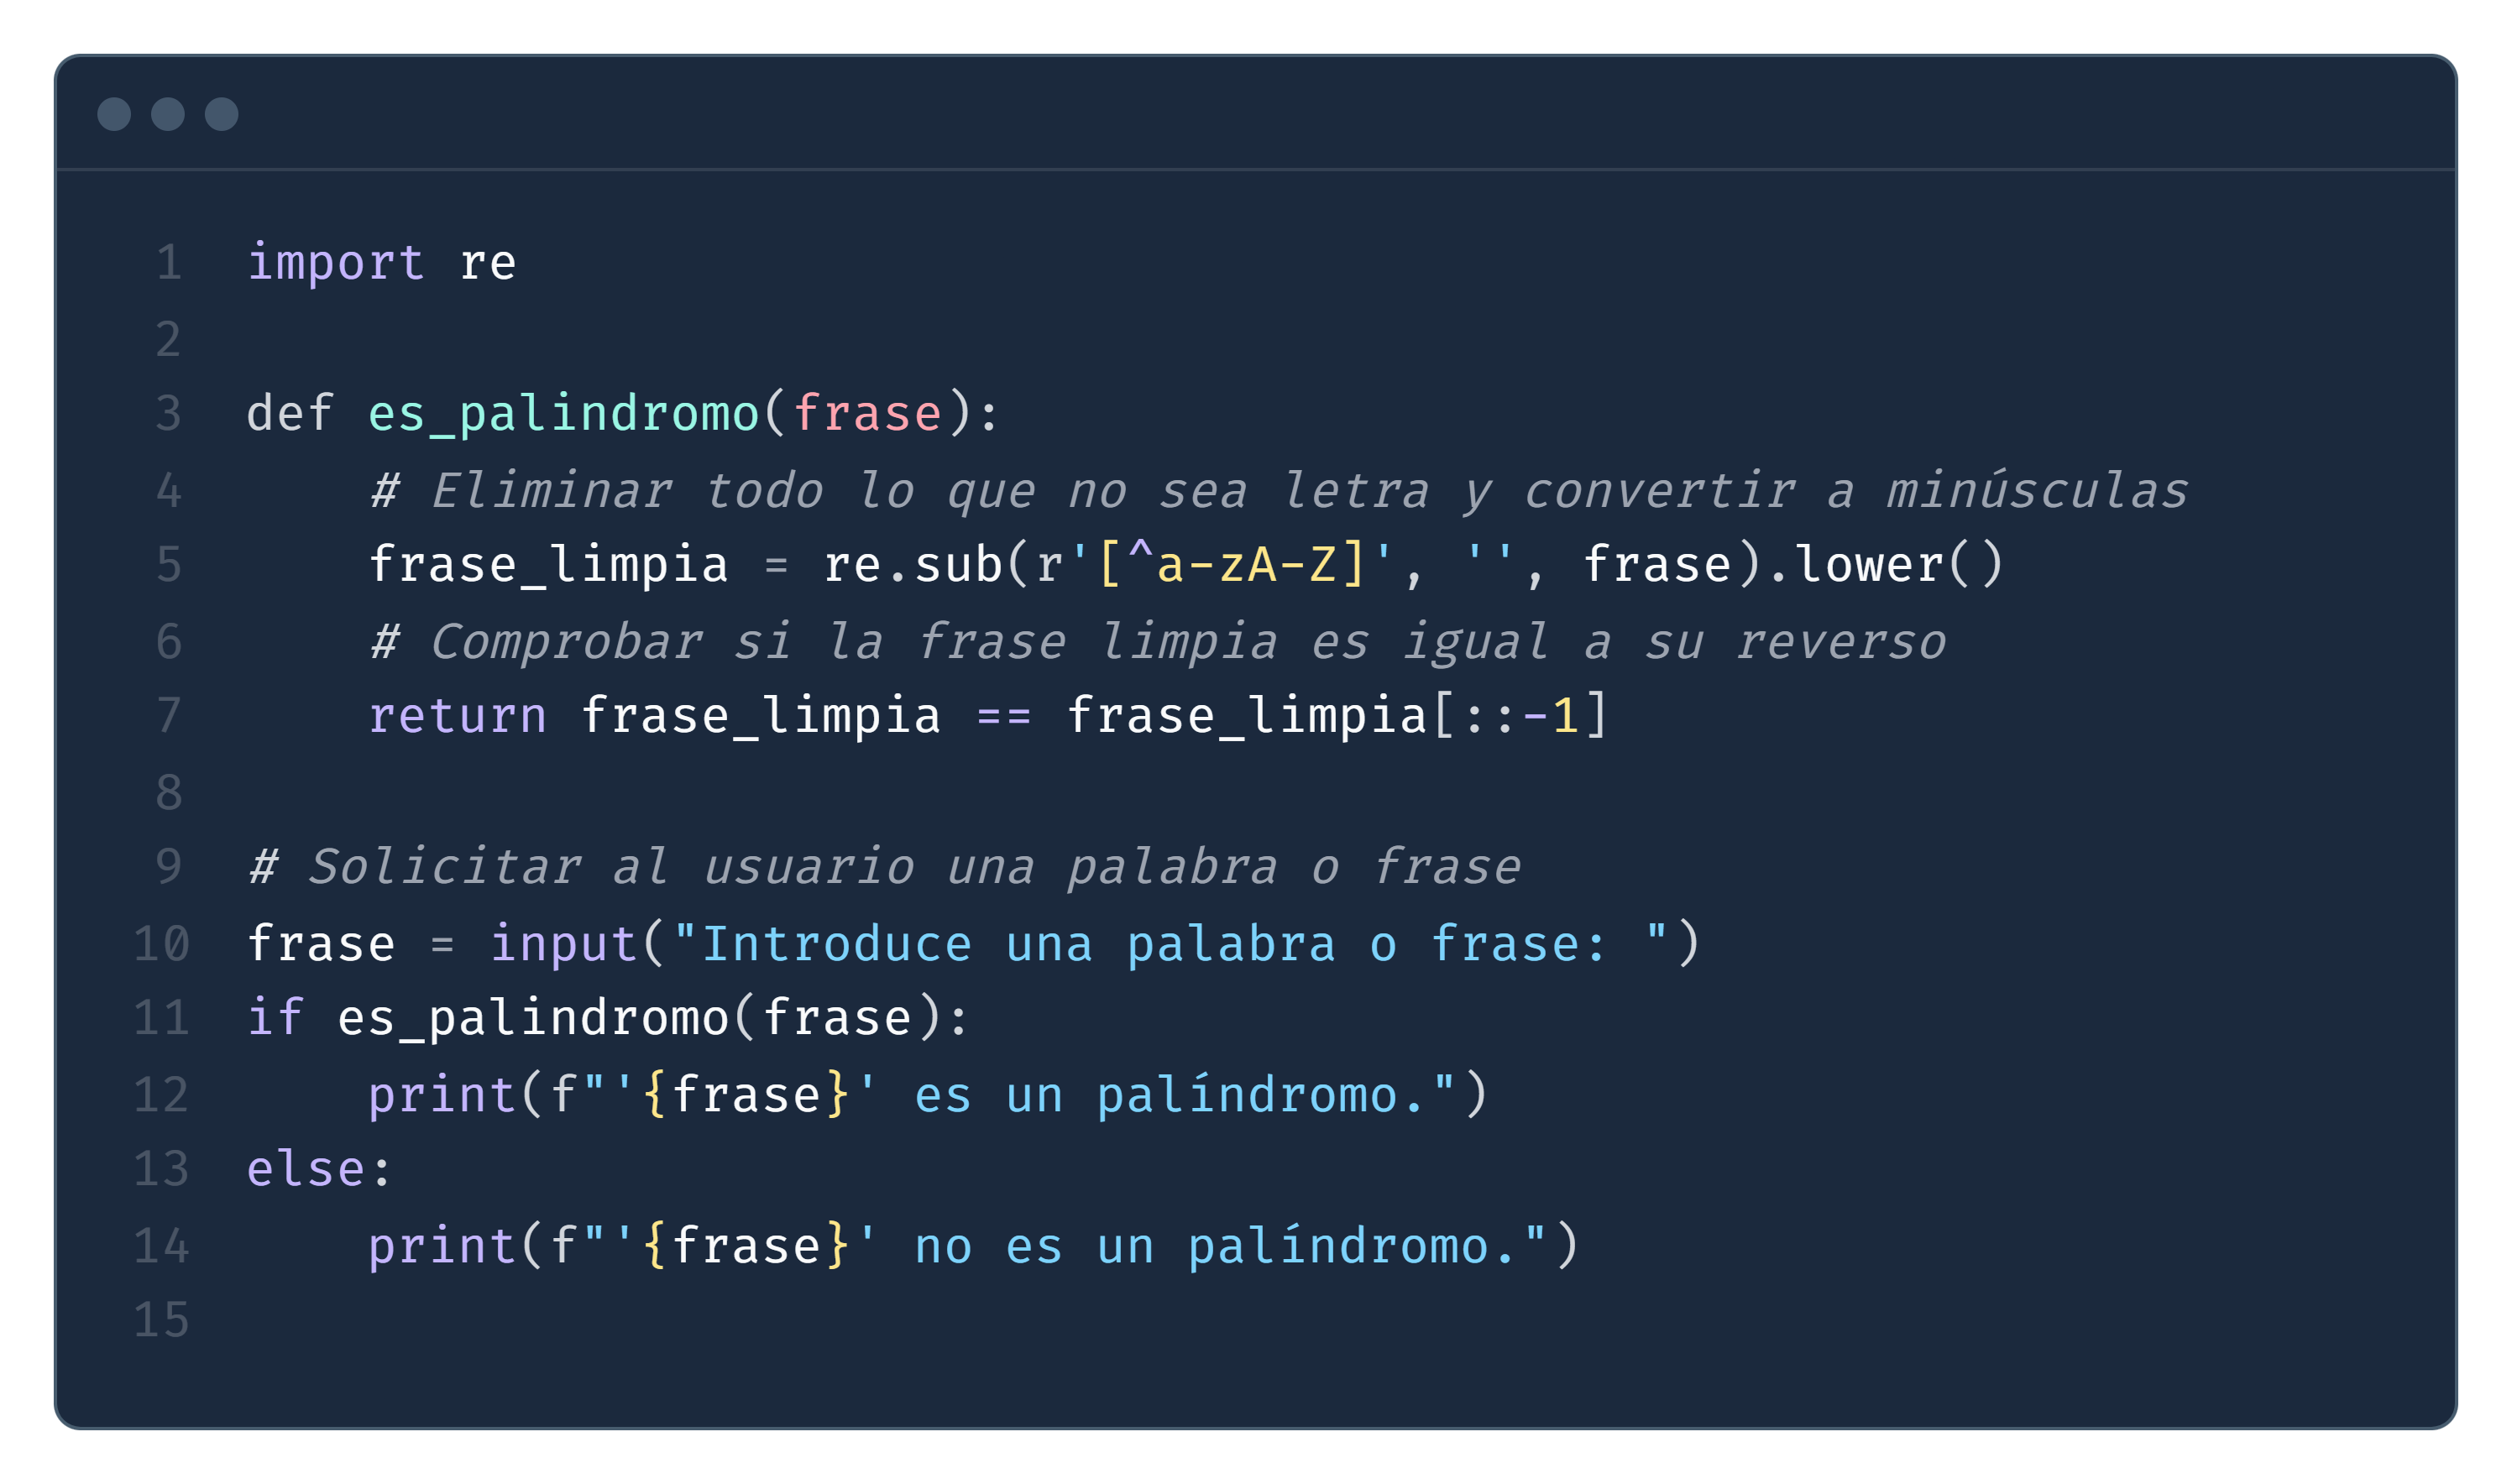 1 import re
2
3 def es_palindromo(frase):
4     # Eliminar todo lo que no sea letra y convertir a minúsculas
5     frase_limpia = re.sub(r'[^a-zA-Z]', '', frase).lower()
6     # Comprobar si la frase limpia es igual a su reverso
7     return frase_limpia == frase_limpia[::-1]
8
9 # Solicitar al usuario una palabra o frase
10 frase = input("Introduce una palabra o frase: ")
11 if es_palindromo(frase):
12     print(f"'{frase}' es un palíndromo.")
13 else:
14     print(f"'{frase}' no es un palíndromo.")
15